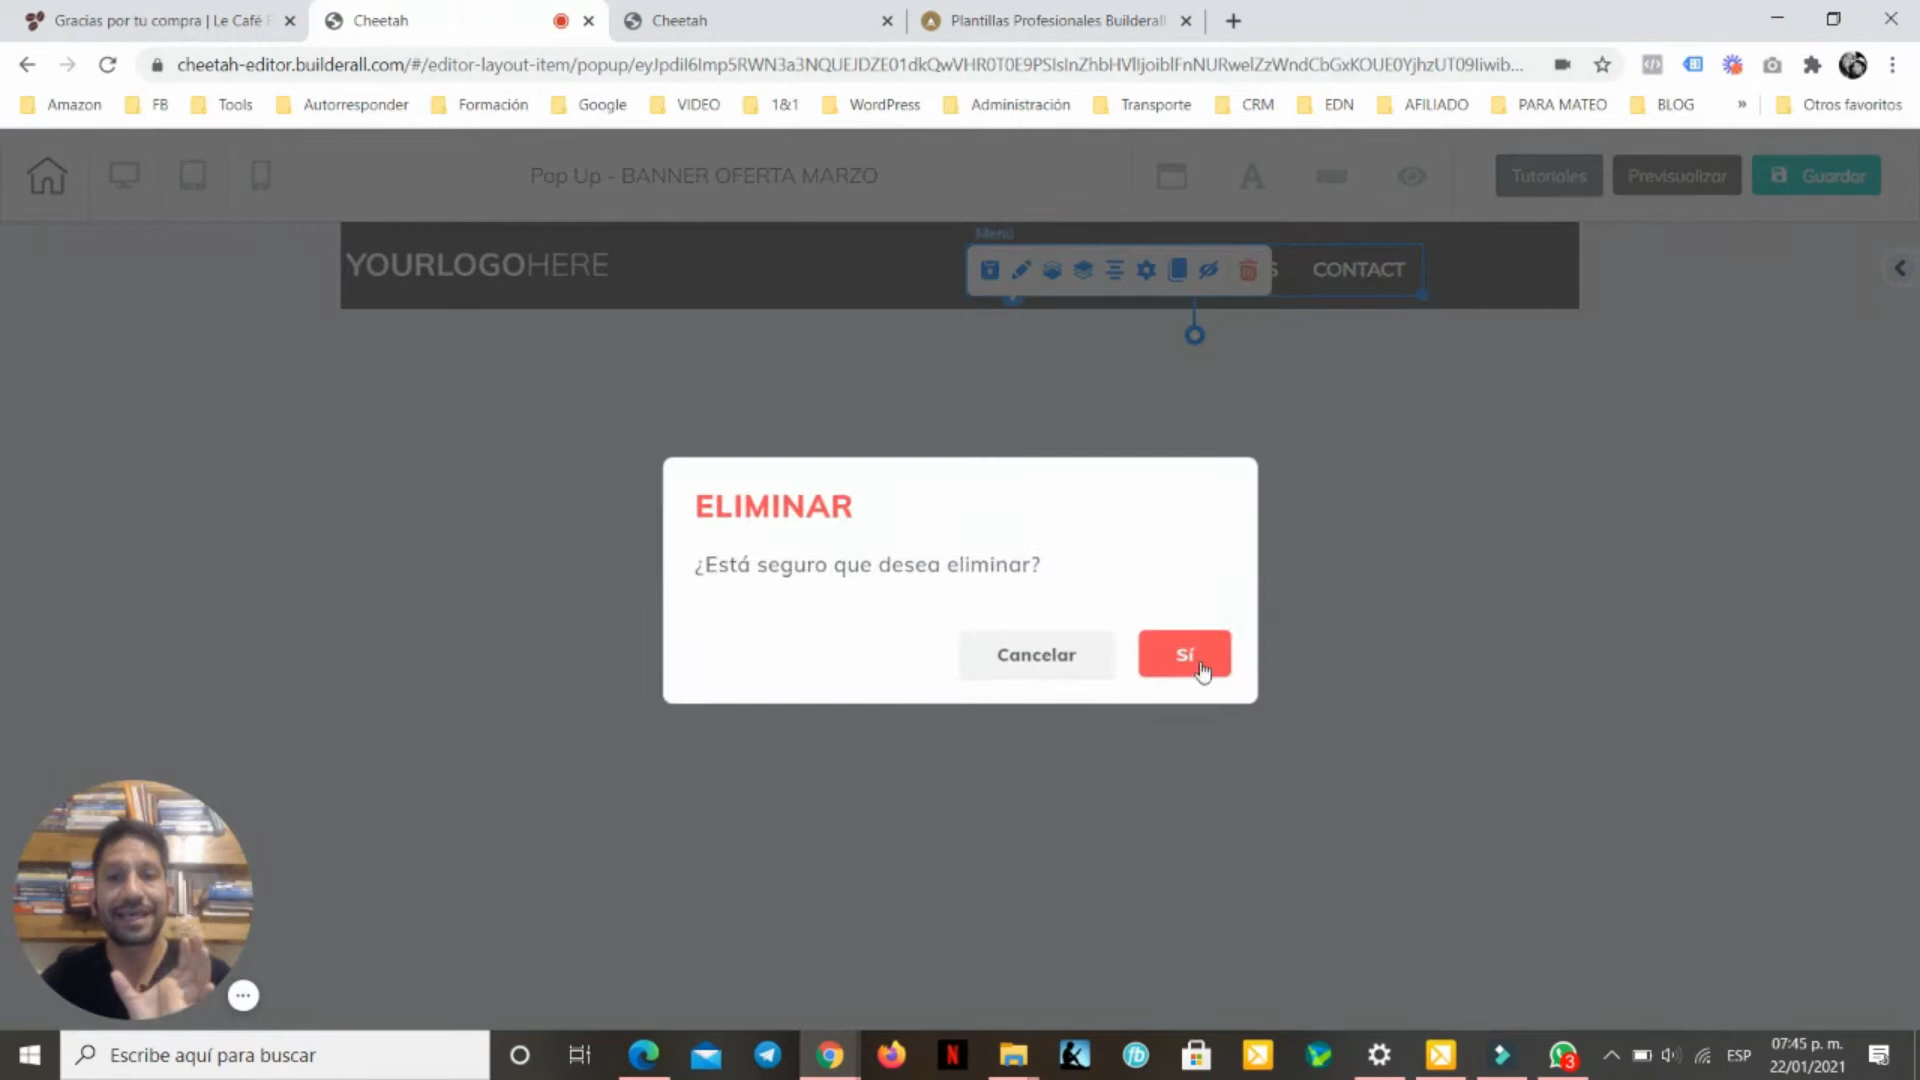 Gracias por tu compra | Le Café
Cheetah
Cheetah
Plantillas Profesionales Builderall
cheetah-editor.builderall.com/#/editor-layout-item/popup/
Amazon
FB
Tools
Autorresponder
Formación
Google
VIDEO
1&1
WordPress
Administración
Transporte
CRM
EDN
AFILIADO
PARA MATEO
BLOG
»
Otros favoritos
Pop Up - BANNER OFERTA MARZO
Tutoriales
Previsualizar
Guardar
Menú
YOURLOGOHERE
S
CONTACT
ELIMINAR
¿Está seguro que desea eliminar?
Cancelar
Sí
Escribe aquí para buscar
3
ESP
07:45 p. m.
22/01/2021